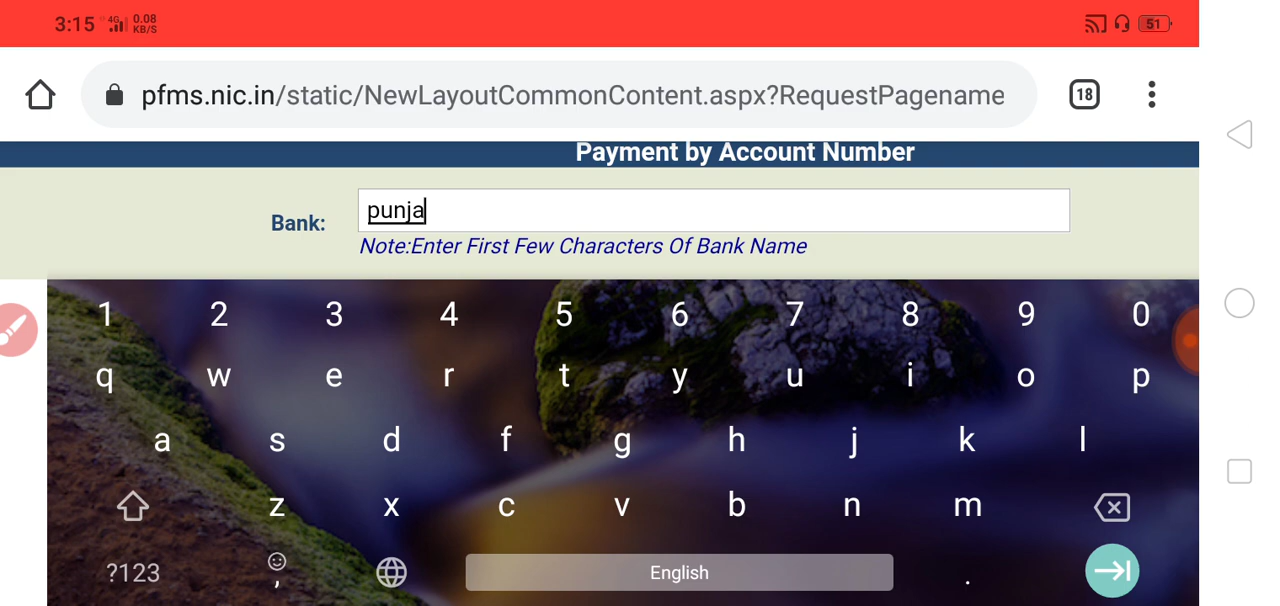 3:15 4G 0.08 KB/S 51
pfms.nic.in/static/NewLayoutCommonContent.aspx?RequestPagename 18
Payment by Account Number
Bank: punja
Note:Enter First Few Characters Of Bank Name
1 2 3 4 5 6 7 8 9 0
q w e r t y u i o p
a s d f g h j k l
z x c v b n m
?123 , English .